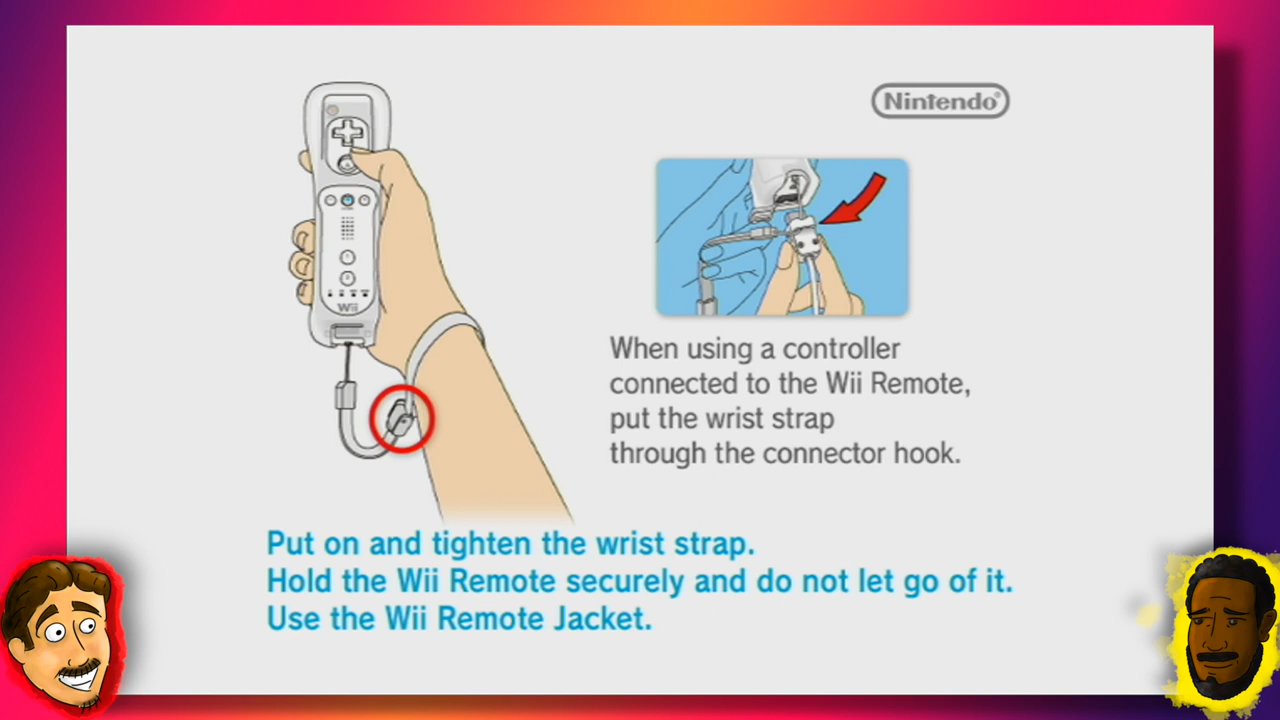 Nintendo®
Wii
When using a controller
connected to the Wii Remote,
put the wrist strap
through the connector hook.
Put on and tighten the wrist strap.
Hold the Wii Remote securely and do not let go of it.
Use the Wii Remote Jacket.